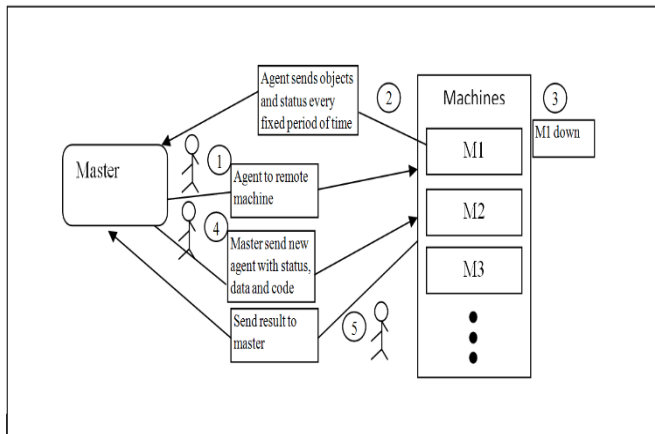 Agent sends objects
and status every
fixed period of time
2
Machines
3
M1 down
M1
Master
1
Agent to remote
machine
M2
4
Master send new
agent with status,
data and code
M3
Send result to
master
5